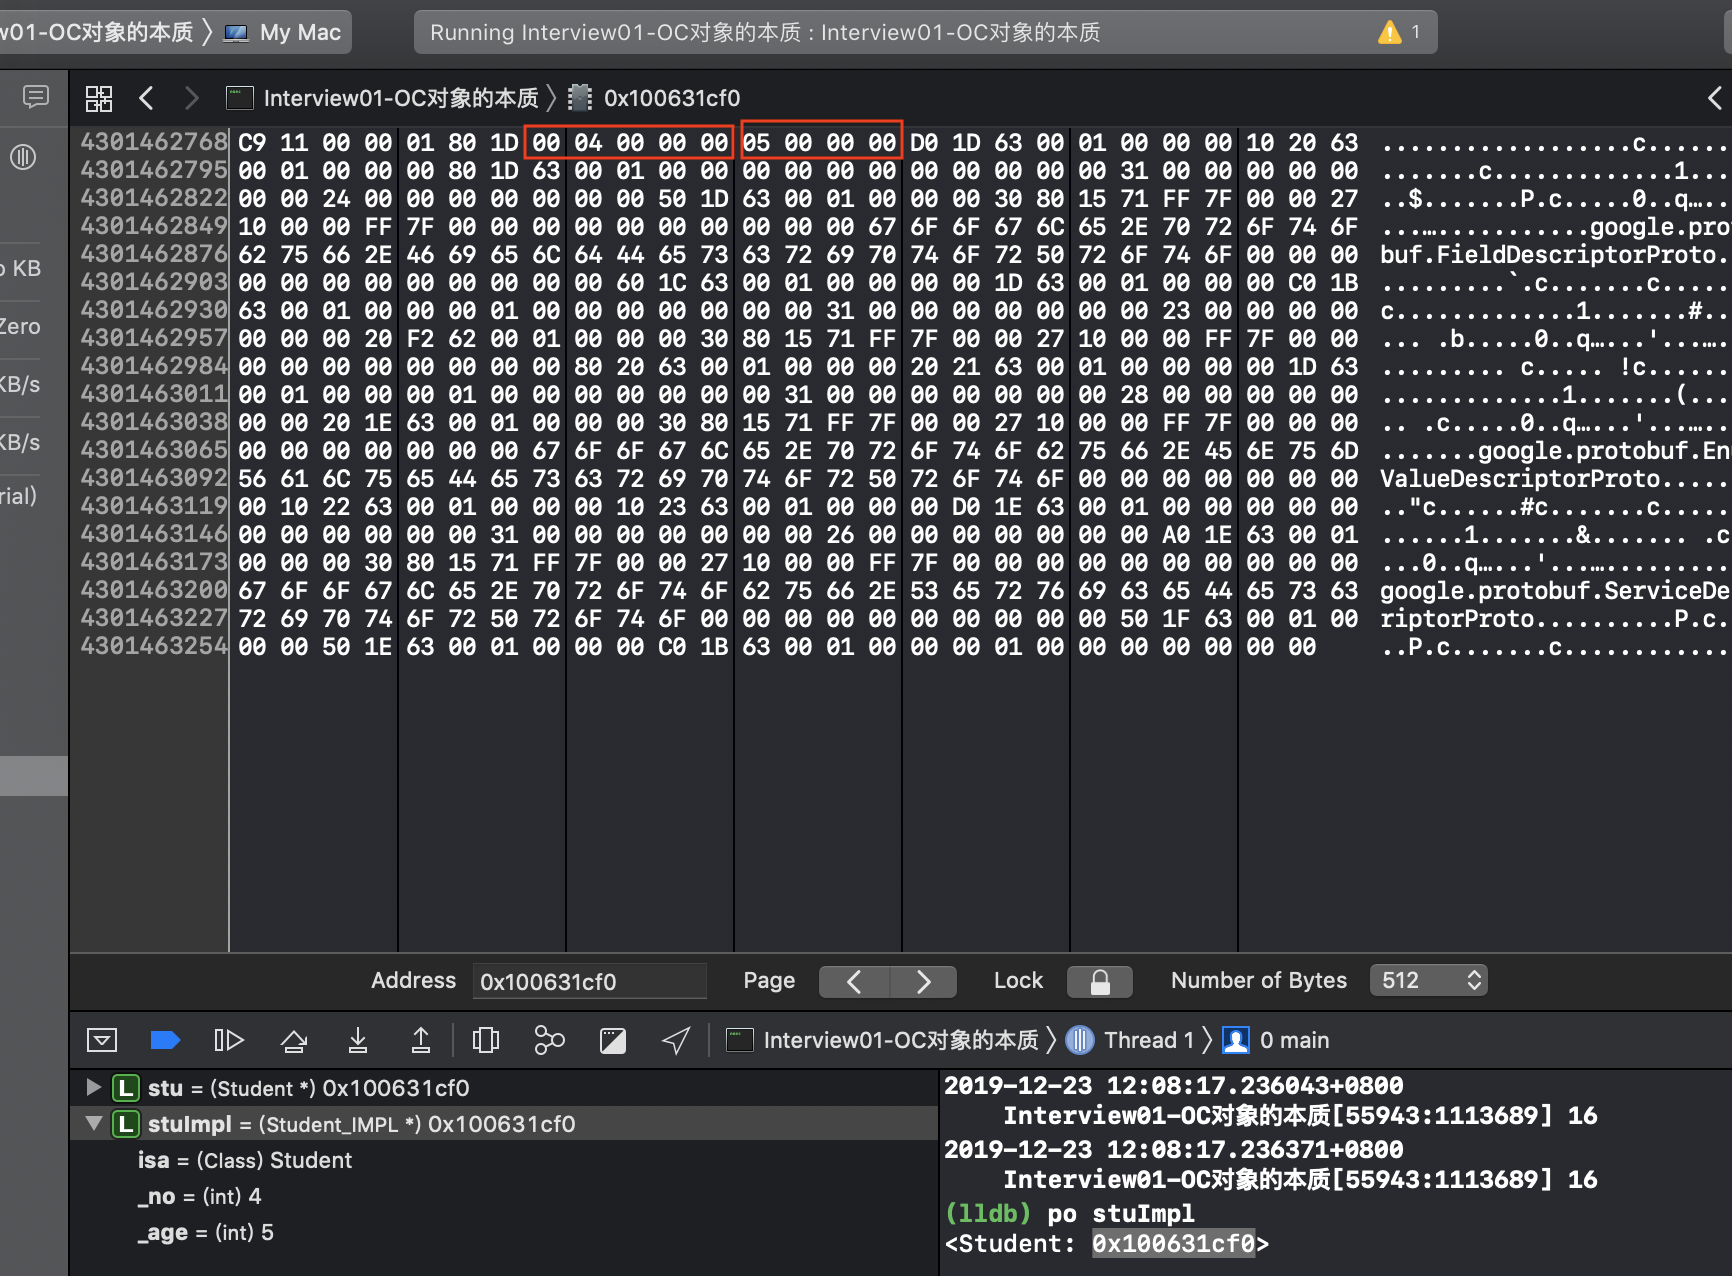 w01-OC对象的本质 〉 My Mac
Running Interview01-OC对象的本质 : Interview01-OC对象的本质
1
Interview01-OC对象的本质 〉 0x100631cf0
4301462768 C9 11 00 00 01 80 1D 00 04 00 00 00 05 00 00 00 D0 1D 63 00 01 00 00 00 10 20 63 ..................c......
4301462795 00 01 00 00 00 80 1D 63 00 01 00 00 00 00 00 00 00 00 00 00 00 31 00 00 00 00 00 .......c.............1...
4301462822 00 00 24 00 00 00 00 00 00 00 50 1D 63 00 01 00 00 00 30 80 15 71 FF 7F 00 00 27 ..$.......P.c.....0..q…..
4301462849 10 00 00 FF 7F 00 00 00 00 00 00 00 00 00 00 67 6F 6F 67 6C 65 2E 70 72 6F 74 6F ...…...........google.pro
4301462876 62 75 66 2E 46 69 65 6C 64 44 65 73 63 72 69 70 74 6F 72 50 72 6F 74 6F 00 00 00 buf.FieldDescriptorProto.
4301462903 00 00 00 00 00 00 00 00 00 60 1C 63 00 01 00 00 00 00 1D 63 00 01 00 00 00 C0 1B .........`.c.......c.....
4301462930 63 00 01 00 00 00 01 00 00 00 00 00 00 00 31 00 00 00 00 00 00 00 23 00 00 00 00 c.............1.......#..
4301462957 00 00 00 20 F2 62 00 01 00 00 00 30 80 15 71 FF 7F 00 00 27 10 00 00 FF 7F 00 00 ... .b.....0..q…..'...…
4301462984 00 00 00 00 00 00 00 00 80 20 63 00 01 00 00 00 20 21 63 00 01 00 00 00 00 1D 63 ......... c..... !c......
4301463011 00 01 00 00 00 01 00 00 00 00 00 00 00 31 00 00 00 00 00 00 00 28 00 00 00 00 00 .............1.......(...
4301463038 00 00 20 1E 63 00 01 00 00 00 30 80 15 71 FF 7F 00 00 27 10 00 00 FF 7F 00 00 00 .. .c.....0..q…..'...…
4301463065 00 00 00 00 00 00 00 67 6F 6F 67 6C 65 2E 70 72 6F 74 6F 62 75 66 2E 45 6E 75 6D .......google.protobuf.En
4301463092 56 61 6C 75 65 44 65 73 63 72 69 70 74 6F 72 50 72 6F 74 6F 00 00 00 00 00 00 00 ValueDescriptorProto.....
4301463119 00 10 22 63 00 01 00 00 00 10 23 63 00 01 00 00 00 D0 1E 63 00 01 00 00 00 00 00 .."c......#c.......c.....
4301463146 00 00 00 00 00 00 31 00 00 00 00 00 00 00 26 00 00 00 00 00 00 00 A0 1E 63 00 01 ......1.......&....... .c
4301463173 00 00 00 30 80 15 71 FF 7F 00 00 27 10 00 00 FF 7F 00 00 00 00 00 00 00 00 00 00 ...0..q…..'...…
4301463200 67 6F 6F 67 6C 65 2E 70 72 6F 74 6F 62 75 66 2E 53 65 72 76 69 63 65 44 65 73 63 google.protobuf.ServiceDe
4301463227 72 69 70 74 6F 72 50 72 6F 74 6F 00 00 00 00 00 00 00 00 00 00 50 1F 63 00 01 00 riptorProto..........P.c.
4301463254 00 00 50 1E 63 00 01 00 00 00 C0 1B 63 00 01 00 00 00 01 00 00 00 00 00 00 00 ..P.c.......c............
KB
Zero
KB/s
KB/s
rial)
Address 0x100631cf0 Page Lock Number of Bytes 512
Interview01-OC对象的本质 〉 Thread 1 〉 0 main
L stu = (Student *) 0x100631cf0
L stuImpl = (Student_IMPL *) 0x100631cf0
isa = (Class) Student
_no = (int) 4
_age = (int) 5
2019-12-23 12:08:17.236043+0800
Interview01-OC对象的本质[55943:1113689] 16
2019-12-23 12:08:17.236371+0800
Interview01-OC对象的本质[55943:1113689] 16
(lldb) po stuImpl
<Student: 0x100631cf0>